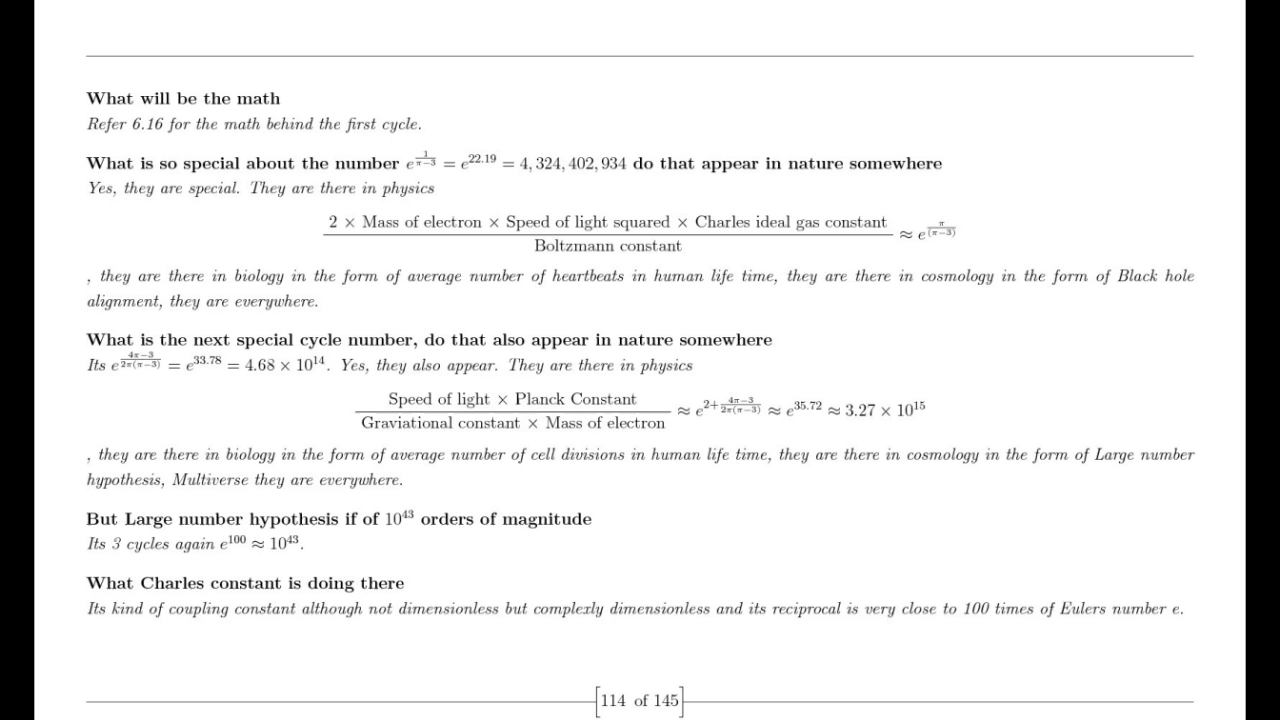 What will be the math
Refer 6.16 for the math behind the first cycle.
What is so special about the number e^{\frac{1}{π−3}} = e^{22.19} = 4,324,402,934 do that appear in nature somewhere
Yes, they are special. They are there in physics
\frac{2 × Mass of electron × Speed of light squared × Charles ideal gas constant}{Boltzmann constant} ≈ e^{\frac{π}{(π−3)}}
, they are there in biology in the form of average number of heartbeats in human life time, they are there in cosmology in the form of Black hole
alignment, they are everywhere.
What is the next special cycle number, do that also appear in nature somewhere
Its e^{\frac{4π−3}{2π(π−3)}} = e^{33.78} = 4.68 × 10^{14}. Yes, they also appear. They are there in physics
\frac{Speed of light × Planck Constant}{Graviational constant × Mass of electron} ≈ e^{2+\frac{4π−3}{2π(π−3)}} ≈ e^{35.72} ≈ 3.27 × 10^{15}
, they are there in biology in the form of average number of cell divisions in human life time, they are there in cosmology in the form of Large number
hypothesis, Multiverse they are everywhere.
But Large number hypothesis if of 10^{43} orders of magnitude
Its 3 cycles again e^{100} ≈ 10^{43}.
What Charles constant is doing there
Its kind of coupling constant although not dimensionless but complexly dimensionless and its reciprocal is very close to 100 times of Eulers number e.
114 of 145